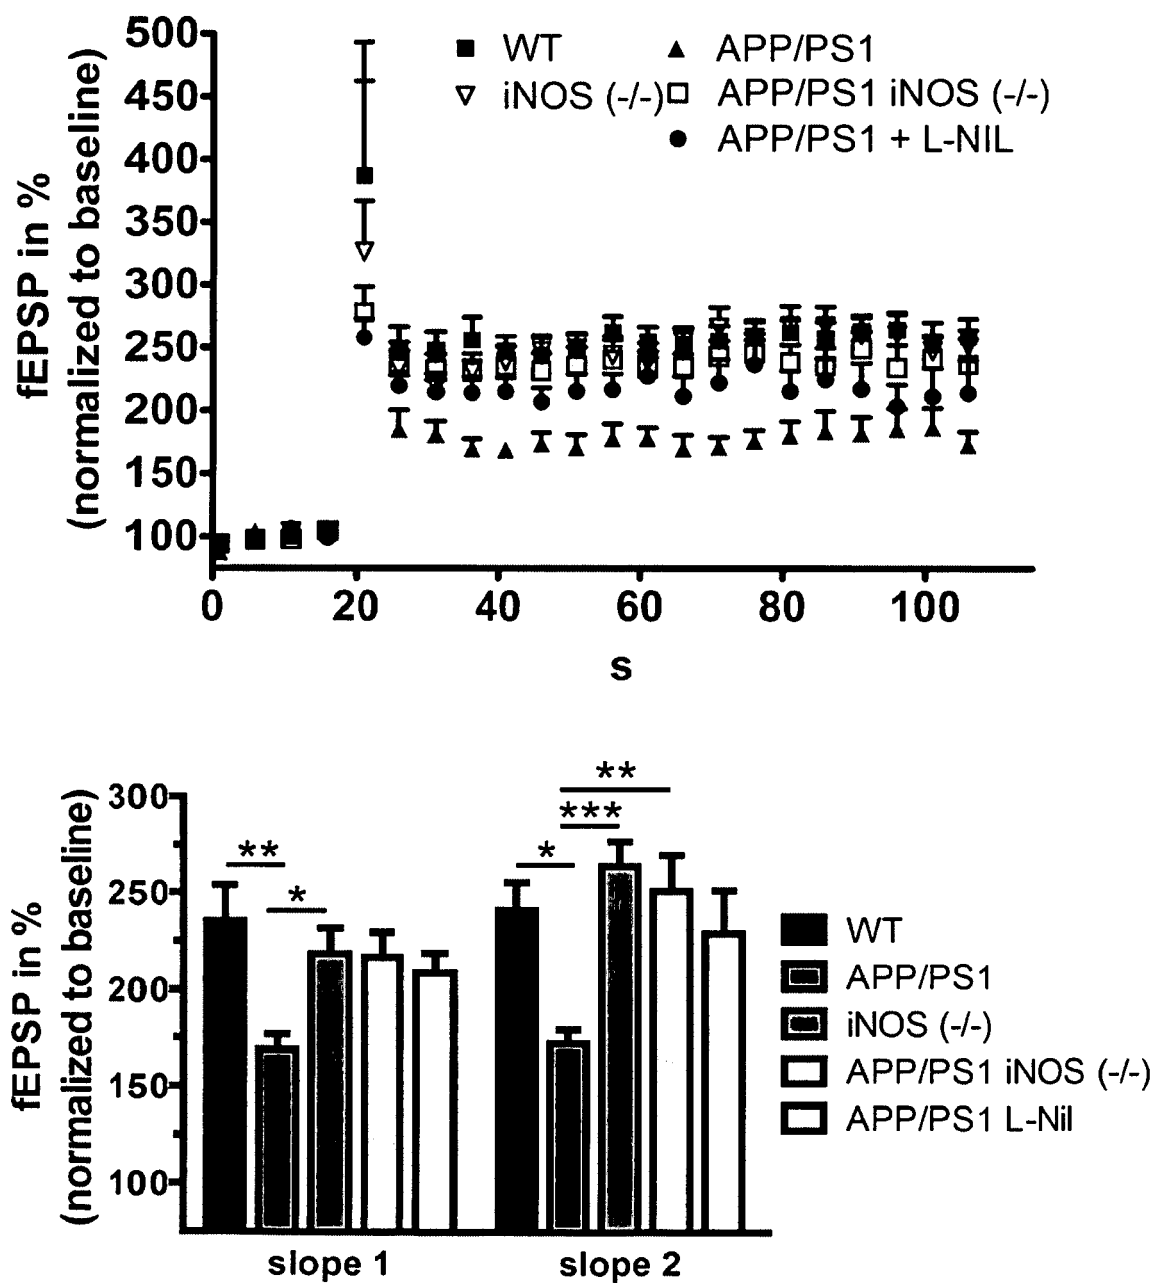 500
450
400
350
300
250
200
150
100
fEPSP in %
(normalized to baseline)
WT
iNOS (-/-)
APP/PS1
APP/PS1 iNOS (-/-)
APP/PS1 + L-NIL
0 20 40 60 80 100
s
300
250
200
150
100
fEPSP in %
(normalized to baseline)
**
*
*
***
**
slope 1 slope 2
WT
APP/PS1
iNOS (-/-)
APP/PS1 iNOS (-/-)
APP/PS1 L-Nil